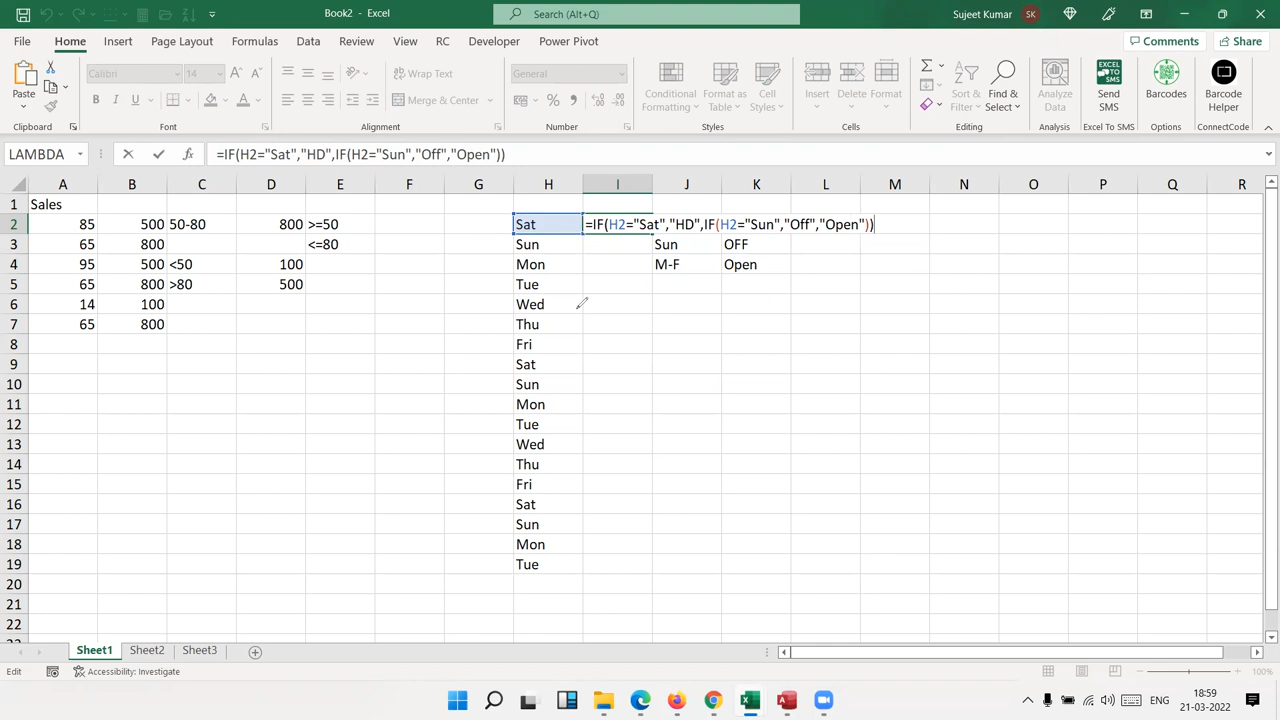 Book2 - Excel
Search (Alt+Q)
Sujeet Kumar
SK
File Home Insert Page Layout Formulas Data Review View RC Developer Power Pivot
Comments
Share
Paste
Calibri 14
Wrap Text
General
Merge & Center
Conditional Formatting
Format as Table
Cell Styles
Insert Delete Format
Sort & Filter
Find & Select
Analyze Data
Send SMS
Barcodes
Barcode Helper
Clipboard Font Alignment Number Styles Cells Editing Analysis Excel To SMS Options ConnectCode
LAMBDA =IF(H2="Sat","HD",IF(H2="Sun","Off","Open"))
A B C D E F G H I J K L M N O P Q R
1 Sales
2 85 500 50-80 800 >=50 Sat =IF(H2="Sat","HD",IF(H2="Sun","Off","Open"))
3 65 800 <=80 Sun Sun OFF
4 95 500 <50 100 Mon M-F Open
5 65 800 >80 500 Tue
6 14 100 Wed
7 65 800 Thu
8 Fri
9 Sat
10 Sun
11 Mon
12 Tue
13 Wed
14 Thu
15 Fri
16 Sat
17 Sun
18 Mon
19 Tue
20
21
22
Sheet1 Sheet2 Sheet3
Edit Accessibility: Investigate 100%
ENG
18:59
21-03-2022